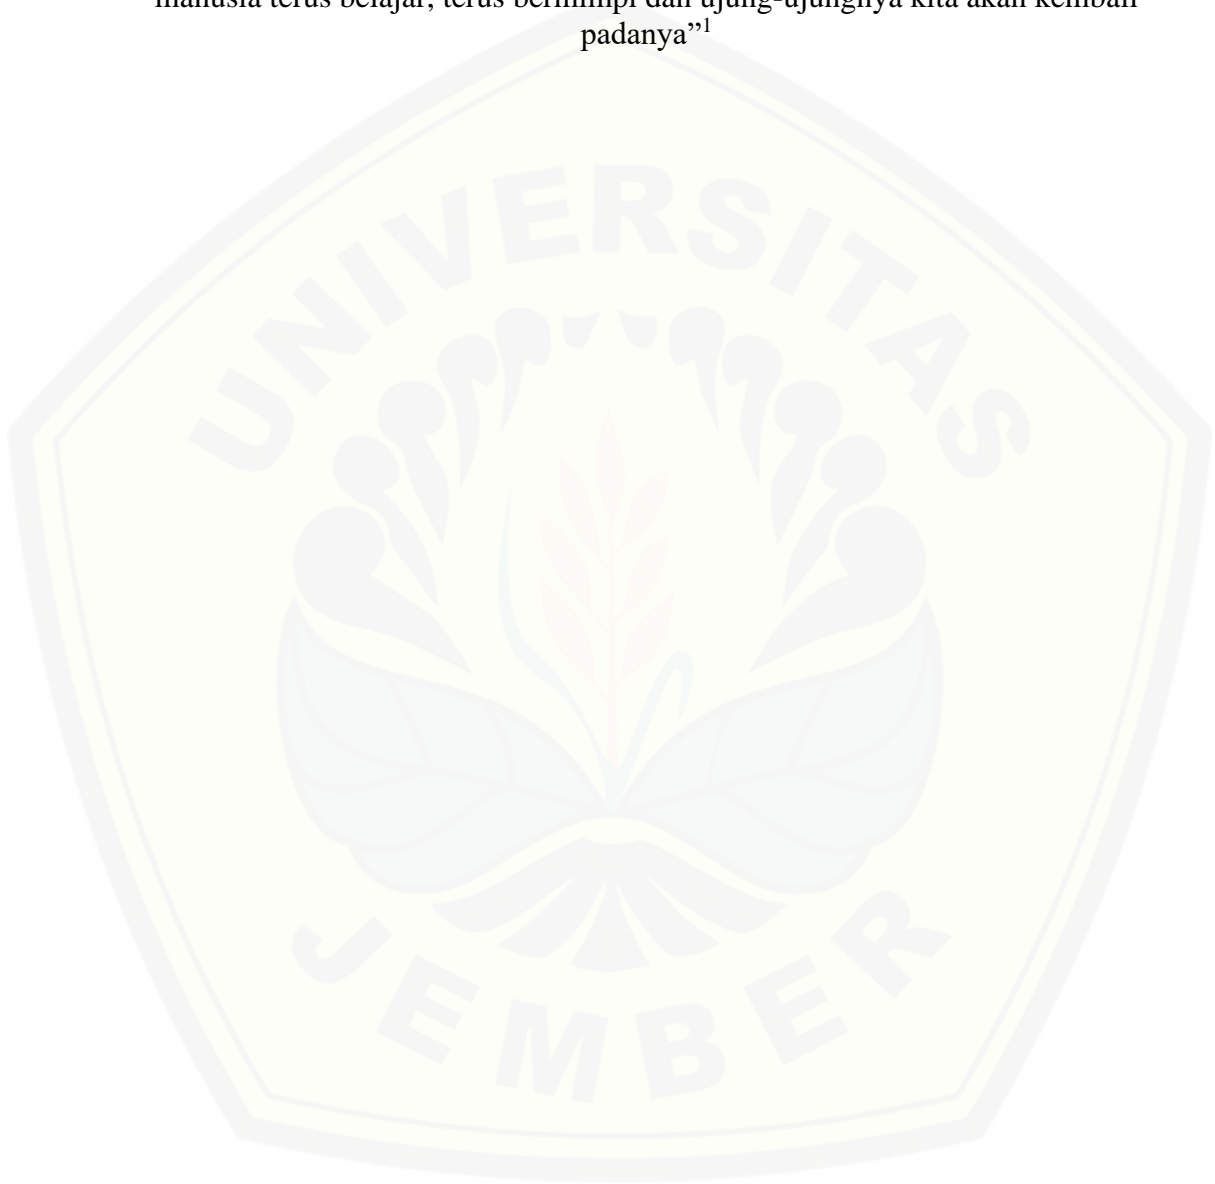 manusia terus belajar, terus bermimpi dan ujung-ujungnya kita akan kembali
padanya”1
UNIVERSITAS
JEMBER